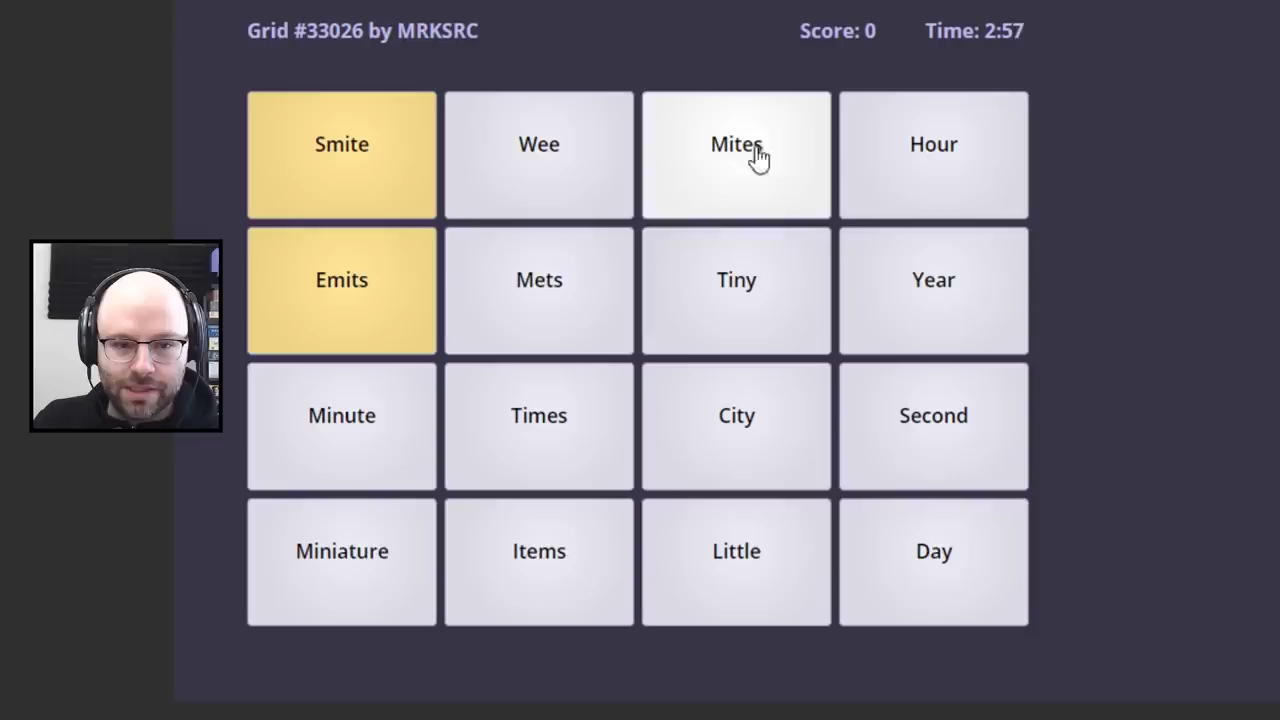 Grid #33026 by MRKSRC Score: 0 Time: 2:57
Smite Wee Mites Hour
Emits Mets Tiny Year
Minute Times City Second
Miniature Items Little Day